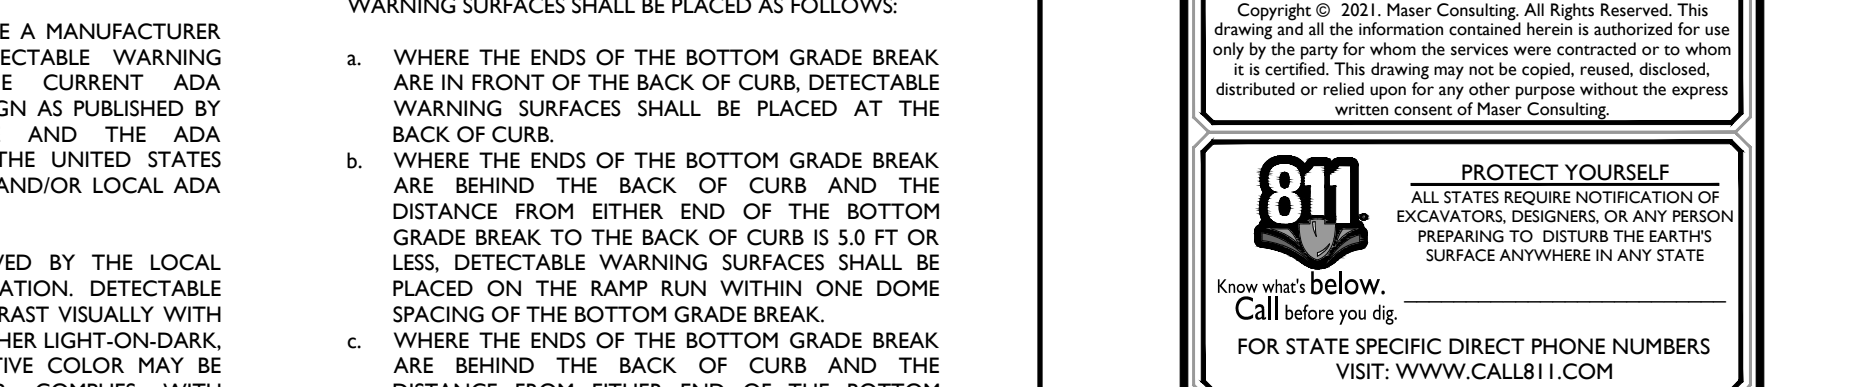 E A MANUFACTURER
ECTABLE WARNING
E CURRENT ADA
GN AS PUBLISHED BY
AND THE ADA
THE UNITED STATES
AND/OR LOCAL ADA
VED BY THE LOCAL
ATION. DETECTABLE
RAST VISUALLY WITH
HER LIGHT-ON-DARK,
TIVE COLOR MAY BE
COMPLIES WITH
WARNING SURFACES SHALL BE PLACED AS FOLLOWS:
a. WHERE THE ENDS OF THE BOTTOM GRADE BREAK
ARE IN FRONT OF THE BACK OF CURB, DETECTABLE
WARNING SURFACES SHALL BE PLACED AT THE
BACK OF CURB.
b. WHERE THE ENDS OF THE BOTTOM GRADE BREAK
ARE BEHIND THE BACK OF CURB AND THE
DISTANCE FROM EITHER END OF THE BOTTOM
GRADE BREAK TO THE BACK OF CURB IS 5.0 FT OR
LESS, DETECTABLE WARNING SURFACES SHALL BE
PLACED ON THE RAMP RUN WITHIN ONE DOME
SPACING OF THE BOTTOM GRADE BREAK.
c. WHERE THE ENDS OF THE BOTTOM GRADE BREAK
ARE BEHIND THE BACK OF CURB AND THE
DISTANCE FROM EITHER END OF THE BOTTOM
Copyright © 2021. Maser Consulting. All Rights Reserved. This
drawing and all the information contained herein is authorized for use
only by the party for whom the services were contracted or to whom
it is certified. This drawing may not be copied, reused, disclosed,
distributed or relied upon for any other purpose without the express
written consent of Maser Consulting.
811
Know what's below.
Call before you dig.
PROTECT YOURSELF
ALL STATES REQUIRE NOTIFICATION OF
EXCAVATORS, DESIGNERS, OR ANY PERSON
PREPARING TO DISTURB THE EARTH'S
SURFACE ANYWHERE IN ANY STATE
FOR STATE SPECIFIC DIRECT PHONE NUMBERS
VISIT: WWW.CALL811.COM